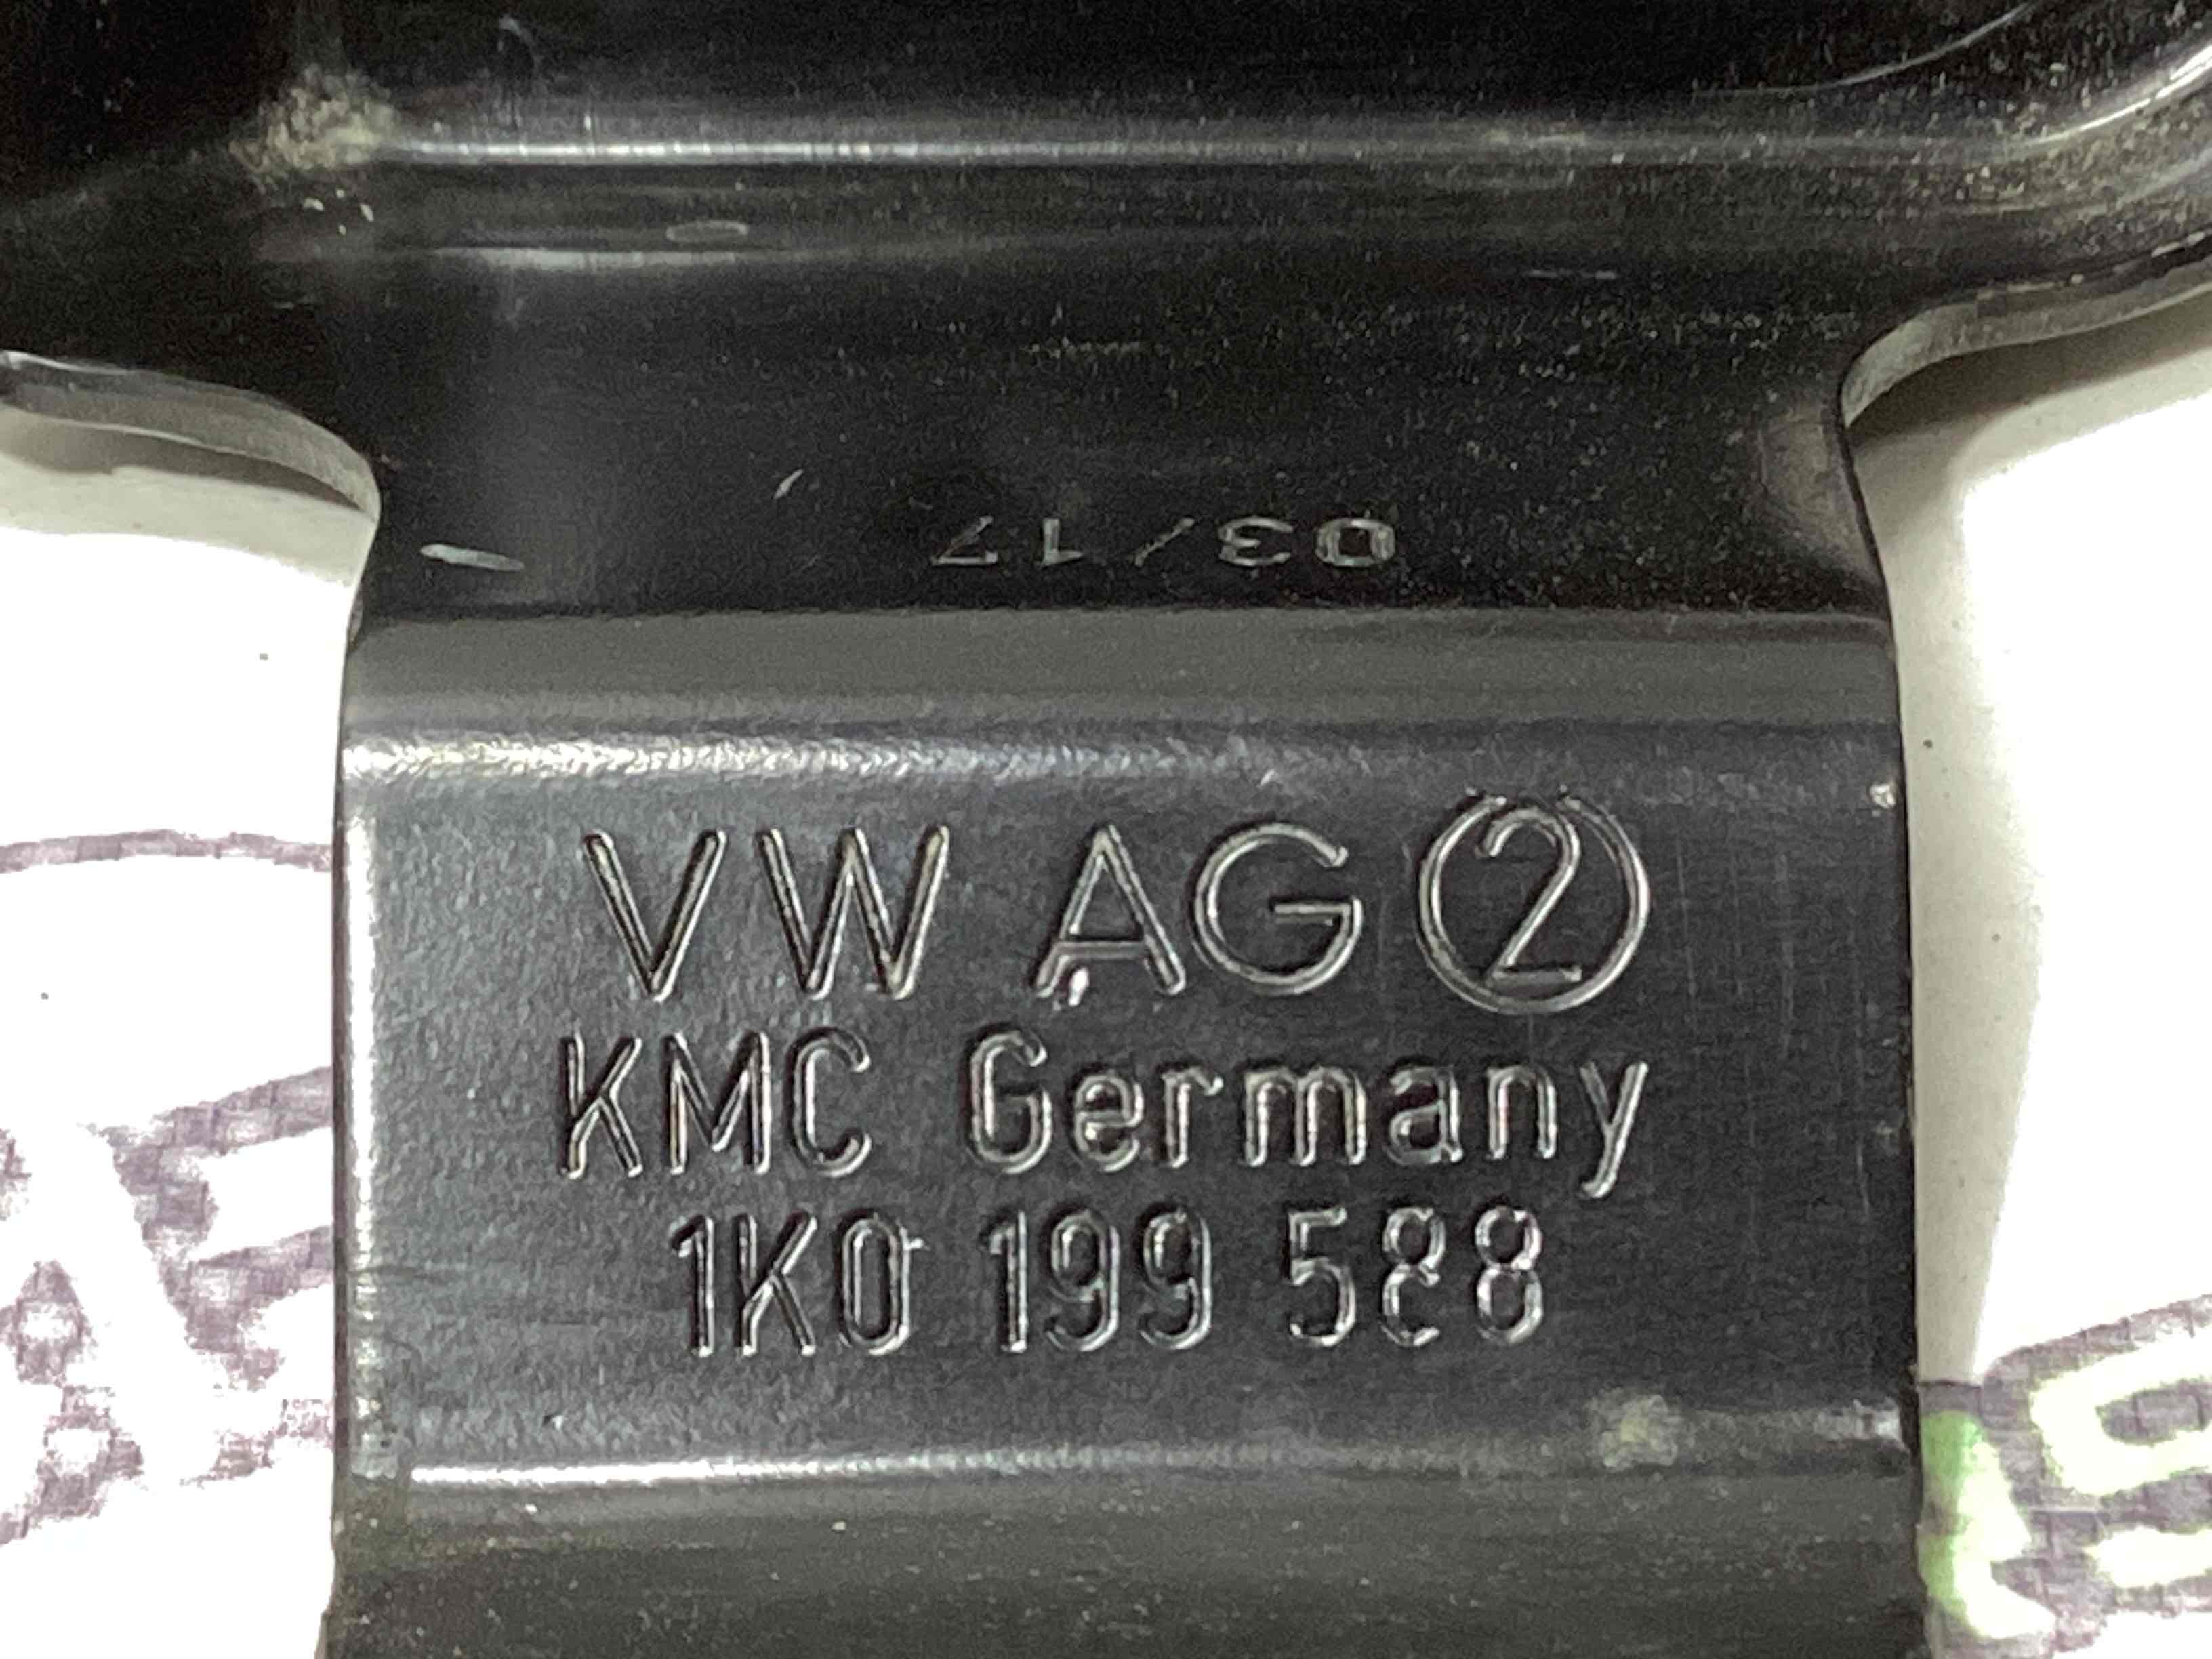 03/17
VW AG ②
KMC Germany
1K0 199 588